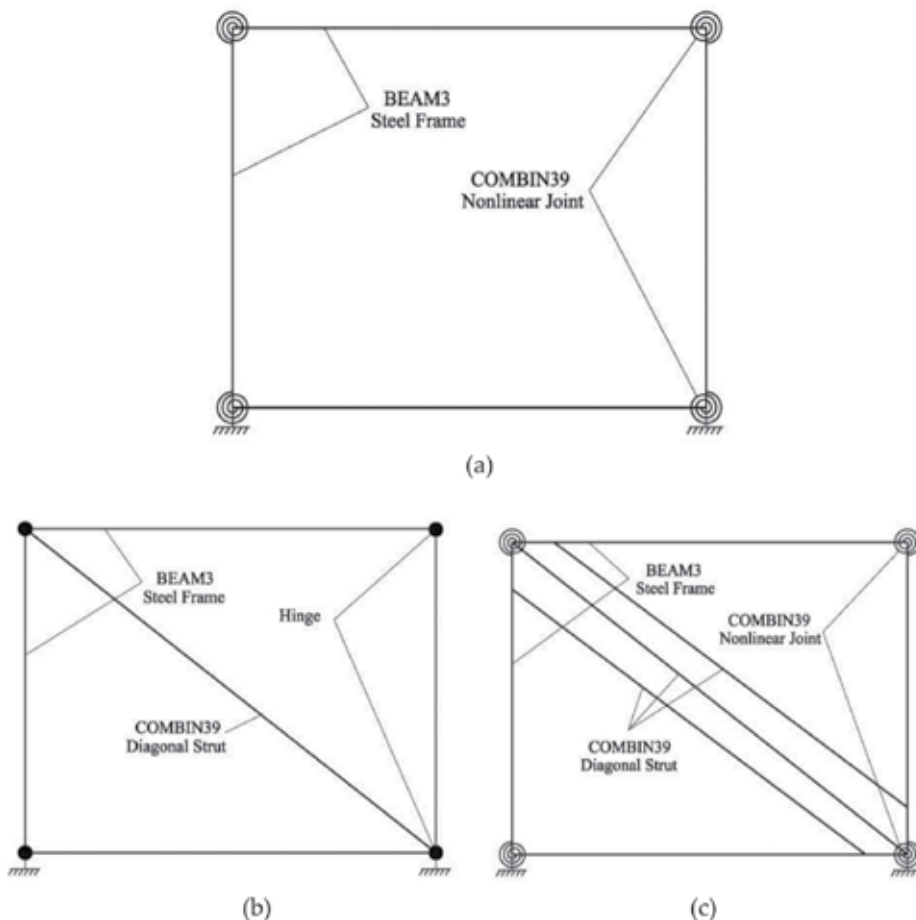 BEAM3
Steel Frame
COMBIN39
Nonlinear Joint
(a)
BEAM3
Steel Frame
Hinge
COMBIN39
Diagonal Strut
(b)
BEAM3
Steel Frame
COMBIN39
Nonlinear Joint
COMBIN39
Diagonal Strut
(c)